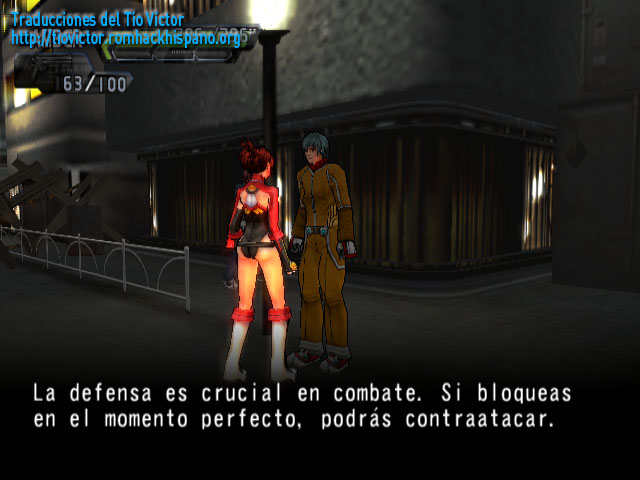 Traducciones del Tio Victor
http://tiovictor.romhackhispano.org
63/100
La defensa es crucial en combate. Si bloqueas
en el momento perfecto, podrás contraatacar.